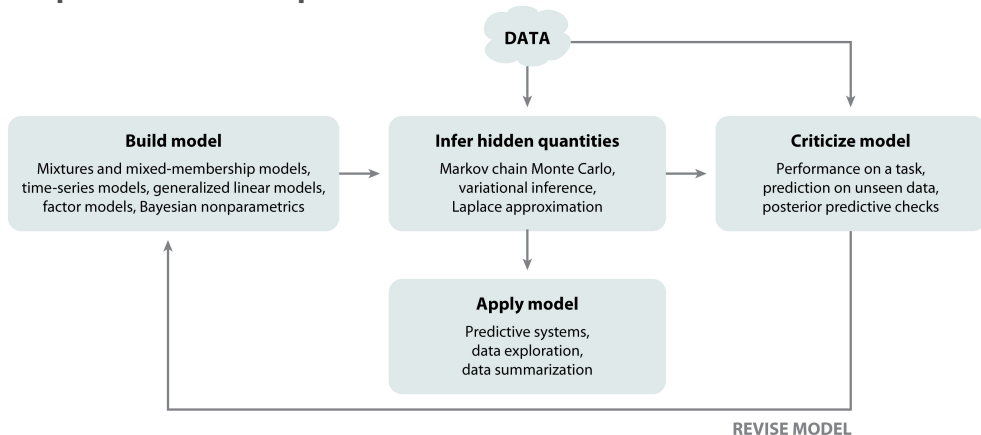 DATA
Build model
Mixtures and mixed-membership models,
time-series models, generalized linear models,
factor models, Bayesian nonparametrics
Infer hidden quantities
Markov chain Monte Carlo,
variational inference,
Laplace approximation
Criticize model
Performance on a task,
prediction on unseen data,
posterior predictive checks
Apply model
Predictive systems,
data exploration,
data summarization
REVISE MODEL